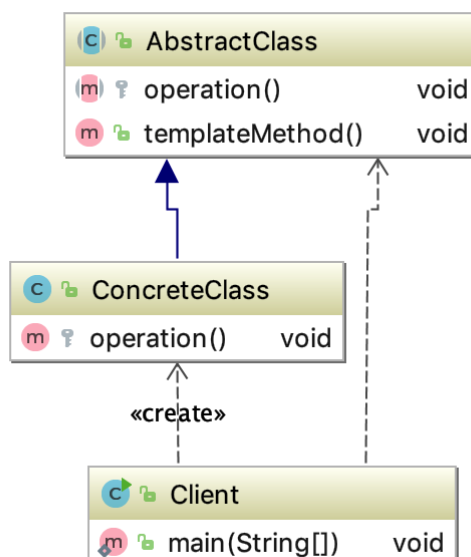 AbstractClass
operation() void
templateMethod() void
ConcreteClass
operation() void
«create»
Client
main(String[]) void